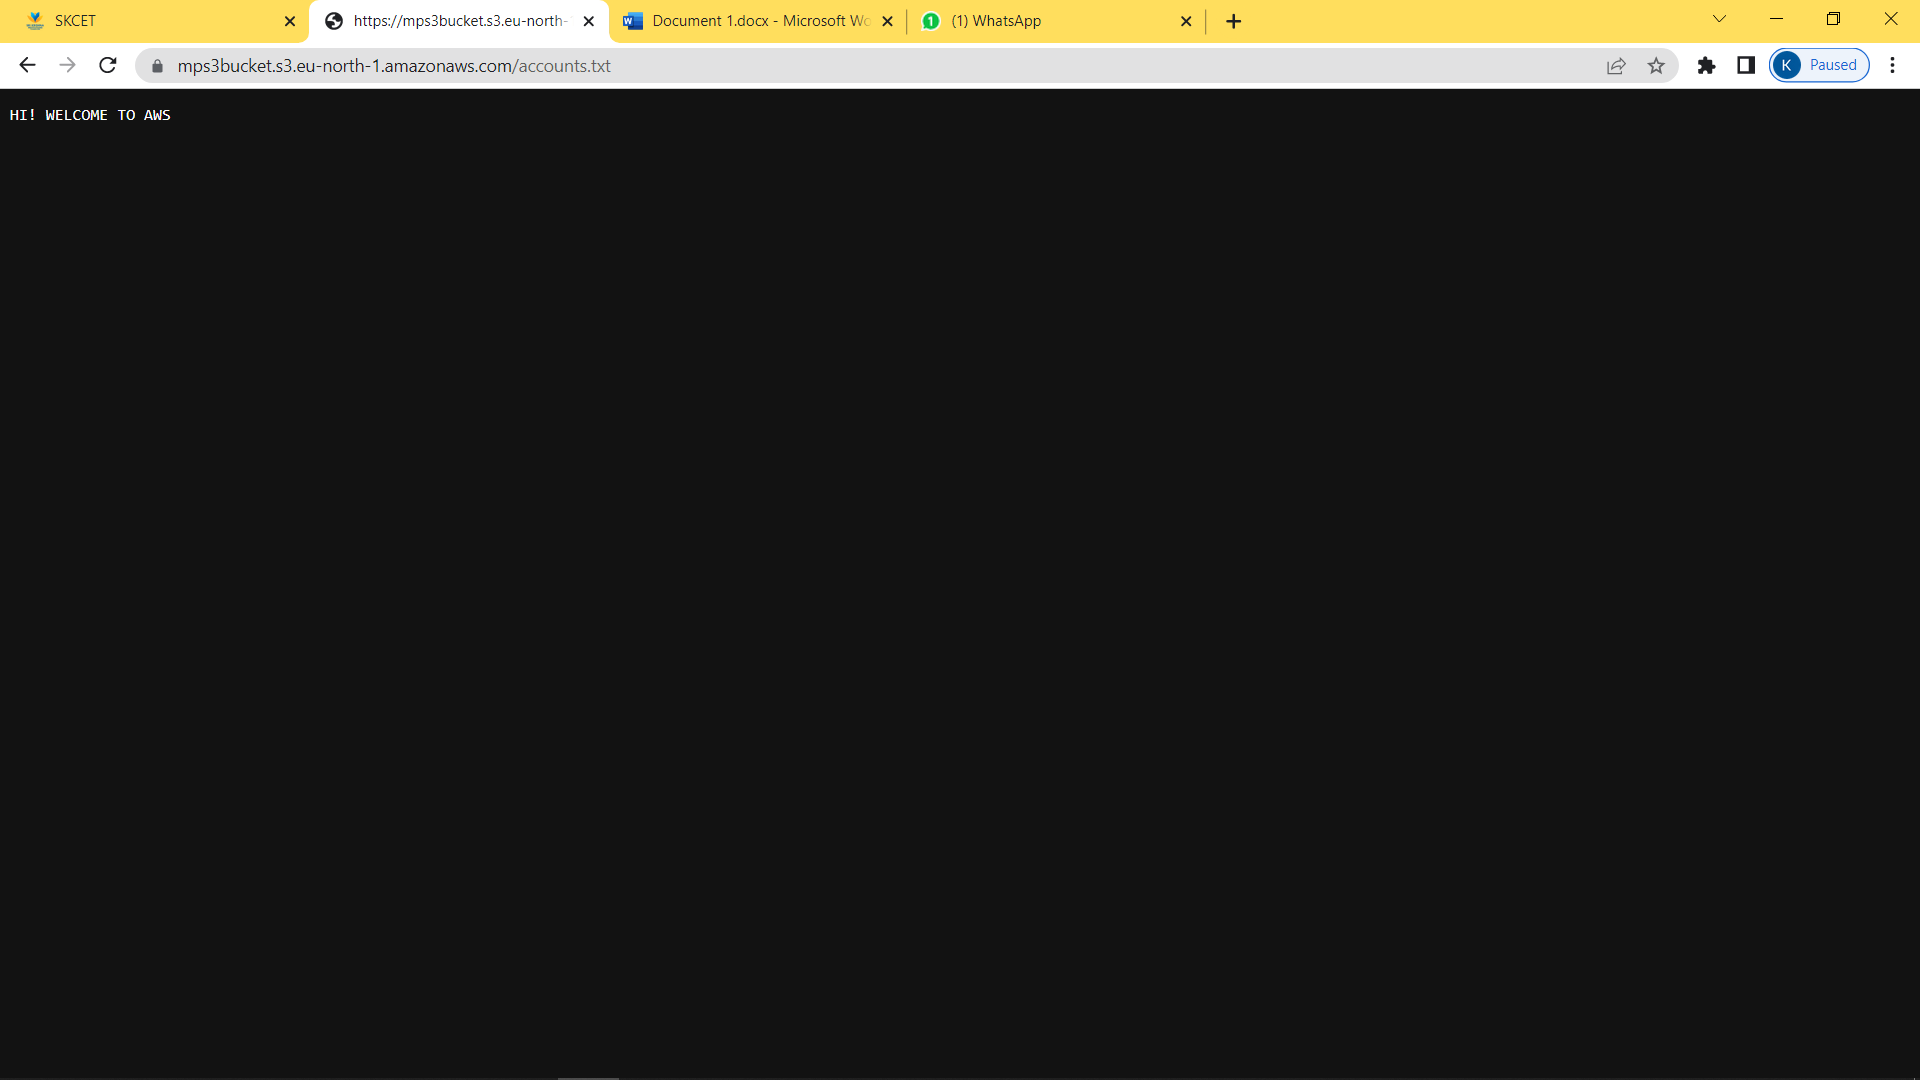 SKCET
https://mps3bucket.s3.eu-north-
Document 1.docx - Microsoft Wo
1
(1) WhatsApp
mps3bucket.s3.eu-north-1.amazonaws.com/accounts.txt
K
Paused
HI! WELCOME TO AWS